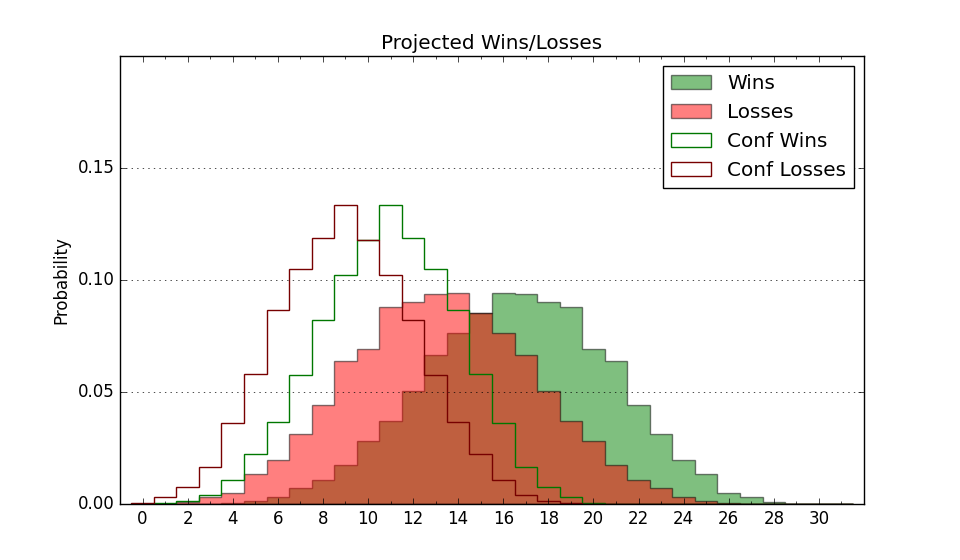 Projected Wins/Losses
Wins
Losses
Conf Wins
Conf Losses
Probability
0.15
0.10
0.05
0.00
0 2 4 6 8 10 12 14 16 18 20 22 24 26 28 30